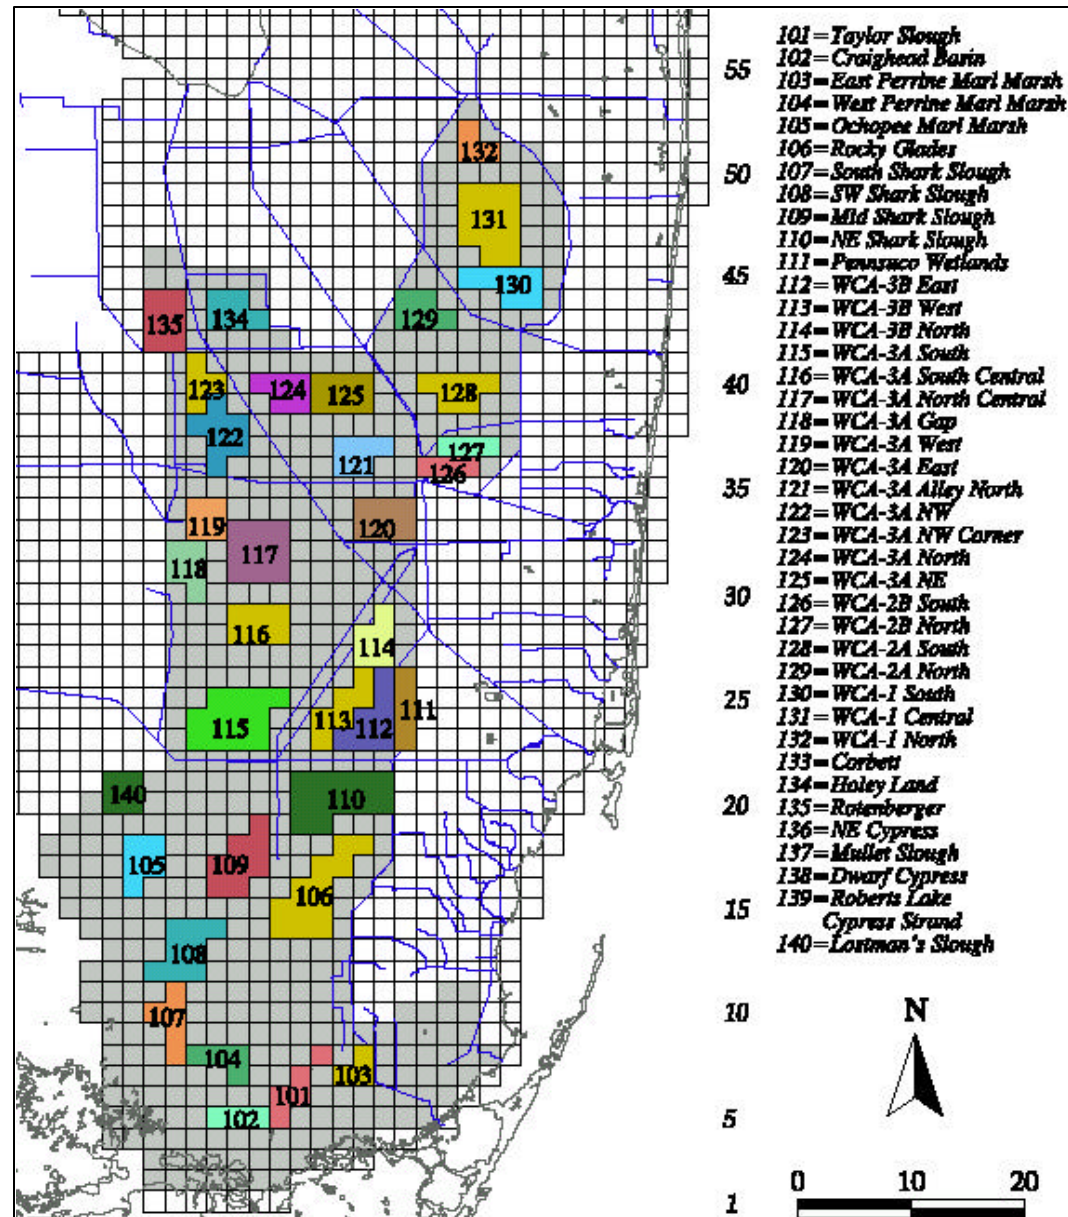 101=Taylor Slough
102=Craighead Basin
103=East Perrine Marl Marsh
104=West Perrine Marl Marsh
105=Ochopee Marl Marsh
106=Rocky Glades
107=South Shark Slough
108=SW Shark Slough
109=Mid Shark Slough
110=NE Shark Slough
111=Pennsuco Wetlands
112=WCA-3B East
113=WCA-3B West
114=WCA-3B North
115=WCA-3A South
116=WCA-3A South Central
117=WCA-3A North Central
118=WCA-3A Gap
119=WCA-3A West
120=WCA-3A East
121=WCA-3A Alley North
122=WCA-3A NW
123=WCA-3A NW Corner
124=WCA-3A North
125=WCA-3A NE
126=WCA-2B South
127=WCA-2B North
128=WCA-2A South
129=WCA-2A North
130=WCA-1 South
131=WCA-1 Central
132=WCA-1 North
133=Corbett
134=Holey Land
135=Rotenberger
136=NE Cypress
137=Mullet Slough
138=Dwarf Cypress
139=Roberts Lake
Cypress Strand
140=Lostman's Slough
55
50
45
40
35
30
25
20
15
10
5
1
132
131
130
135
134
129
123
124
125
128
122
121
127
126
119
120
118
117
116
114
115
113
112
111
140
110
105
109
106
108
107
104
103
101
102
N
0
10
20